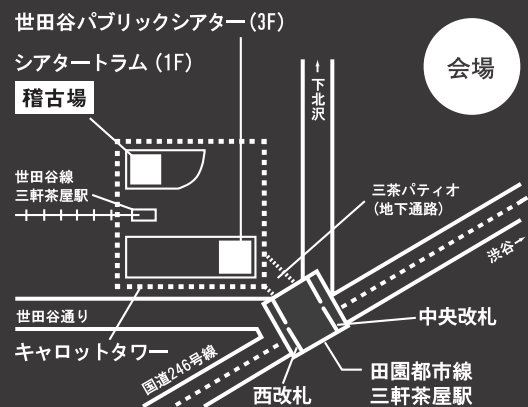 世田谷パブリックシアター(3F)
シアタートラム(1F)
稽古場
会場
↑下北沢
世田谷線
三軒茶屋駅
三茶パティオ
(地下通路)
渋谷→
世田谷通り
中央改札
キャロットタワー
国道246号線
田園都市線
三軒茶屋駅
西改札